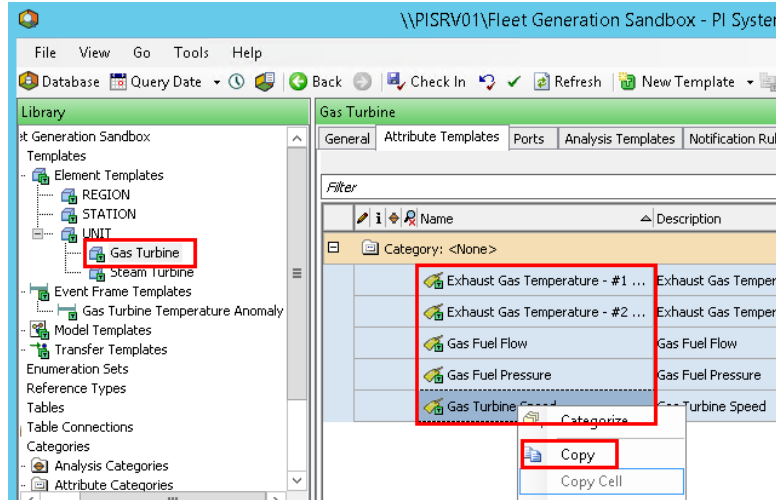 \\PISRV01\Fleet Generation Sandbox - PI System
File View Go Tools Help
Database Query Date Back Check In Refresh New Template
Library
et Generation Sandbox
Templates
Element Templates
REGION
STATION
UNIT
Gas Turbine
Steam Turbine
Event Frame Templates
Gas Turbine Temperature Anomaly
Model Templates
Transfer Templates
Enumeration Sets
Reference Types
Tables
Table Connections
Categories
Analysis Categories
Attribute Categories
Gas Turbine
General Attribute Templates Ports Analysis Templates Notification Rul
Filter
Name Description
Category: <None>
Exhaust Gas Temperature - #1 ... Exhaust Gas Temper
Exhaust Gas Temperature - #2 ... Exhaust Gas Temper
Gas Fuel Flow Gas Fuel Flow
Gas Fuel Pressure Gas Fuel Pressure
Gas Turbine Speed Gas Turbine Speed
Categorize
Copy
Copy Cell